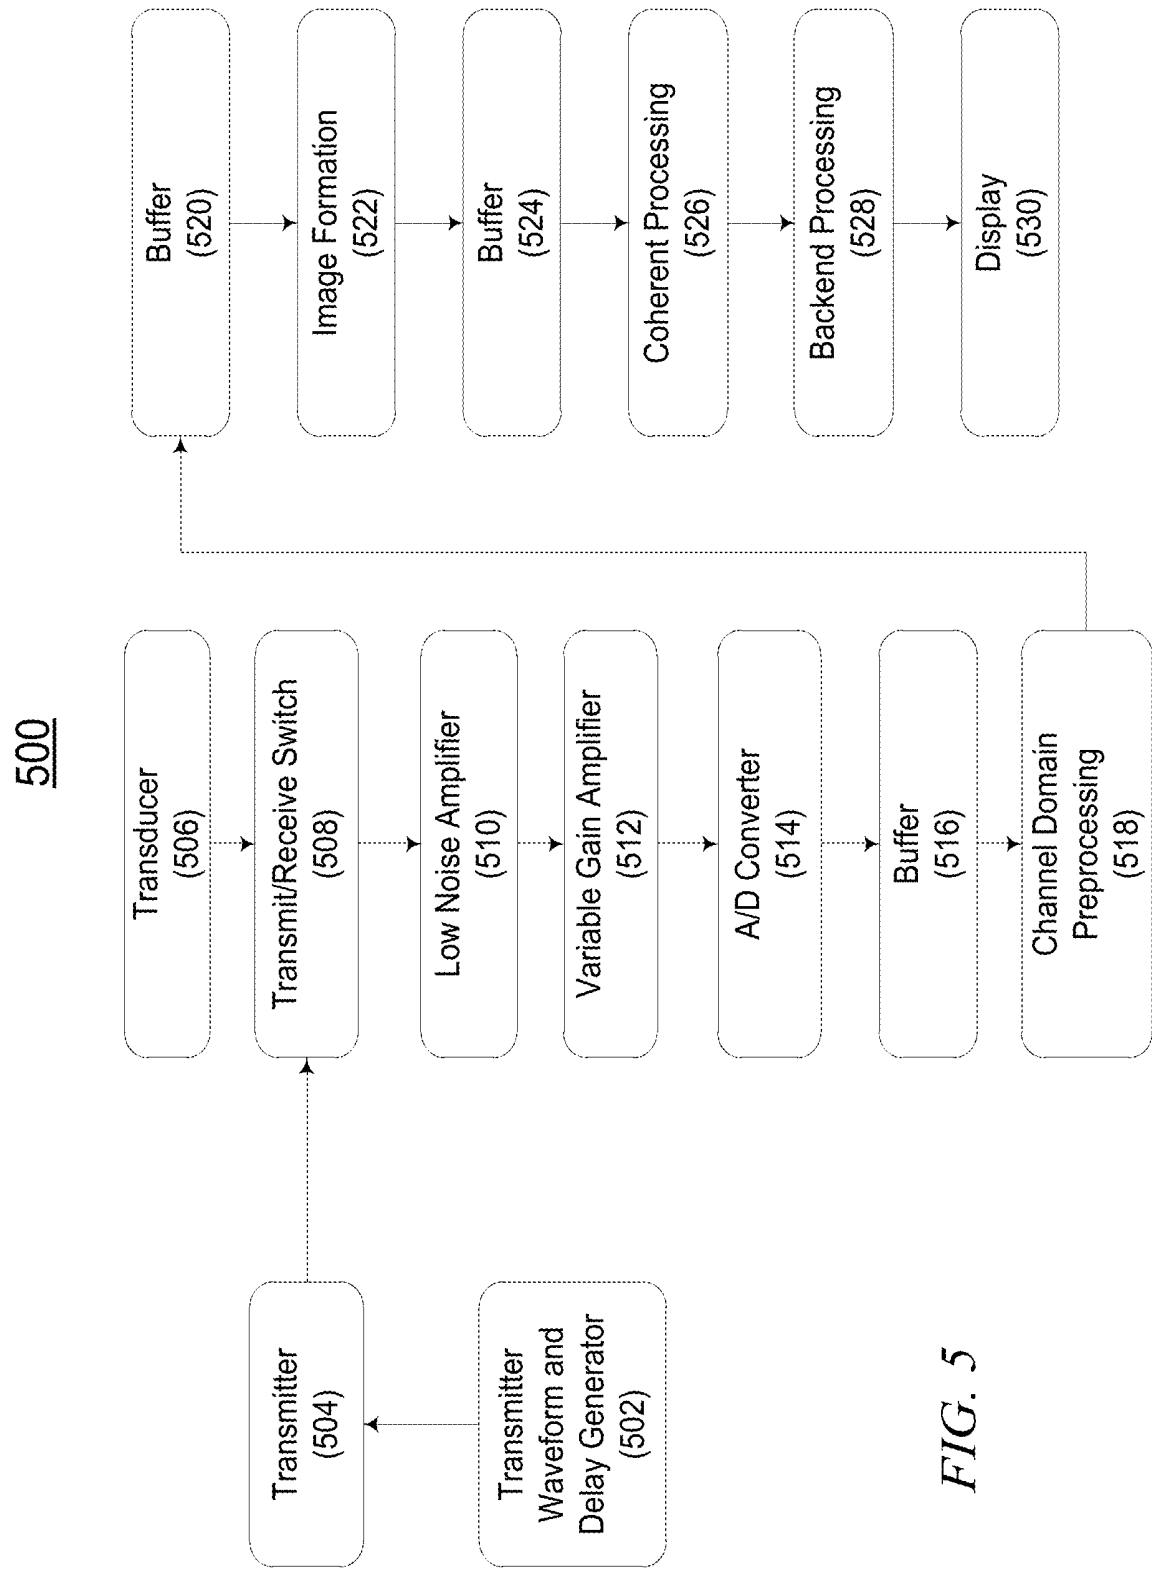 500
Transmitter
(504)
Transmitter
Waveform and
Delay Generator
(502)
Transducer
(506)
Transmit/Receive Switch
(508)
Low Noise Amplifier
(510)
Variable Gain Amplifier
(512)
A/D Converter
(514)
Buffer
(516)
Channel Domain
Preprocessing
(518)
Buffer
(520)
Image Formation
(522)
Buffer
(524)
Coherent Processing
(526)
Backend Processing
(528)
Display
(530)
FIG. 5